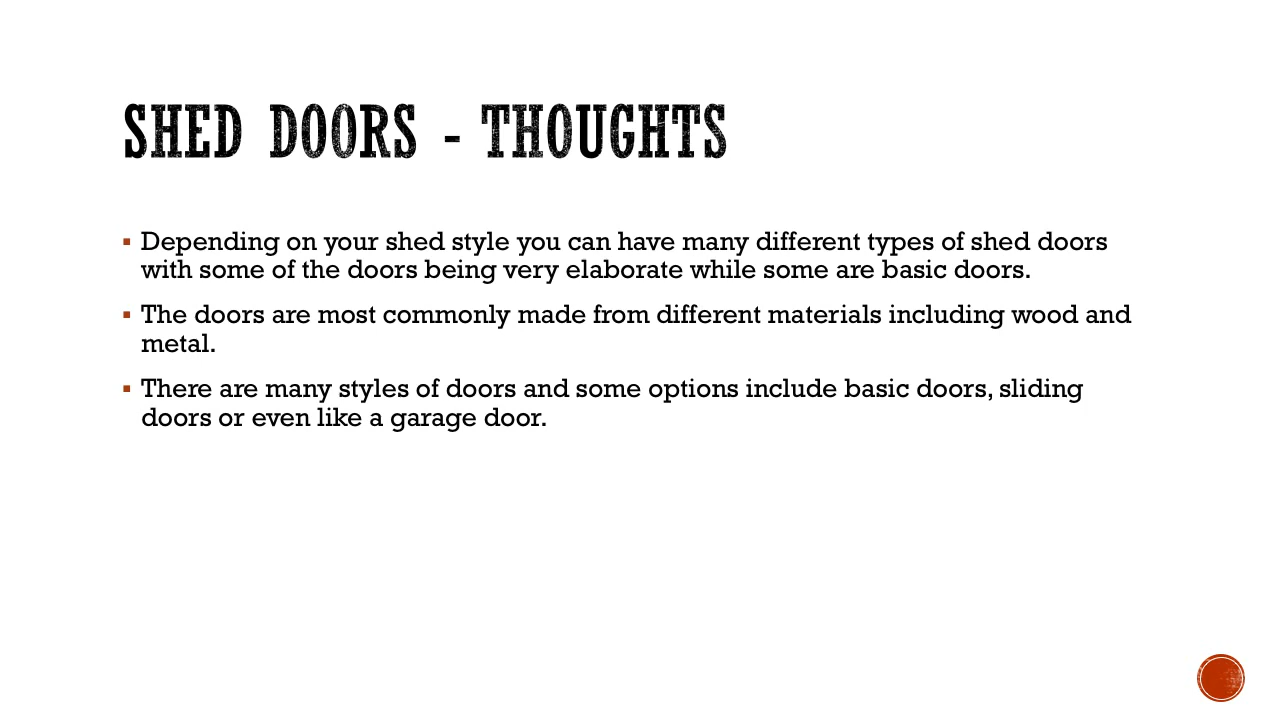 SHED DOORS - THOUGHTS
▪ Depending on your shed style you can have many different types of shed doors
with some of the doors being very elaborate while some are basic doors.
▪ The doors are most commonly made from different materials including wood and
metal.
▪ There are many styles of doors and some options include basic doors, sliding
doors or even like a garage door.